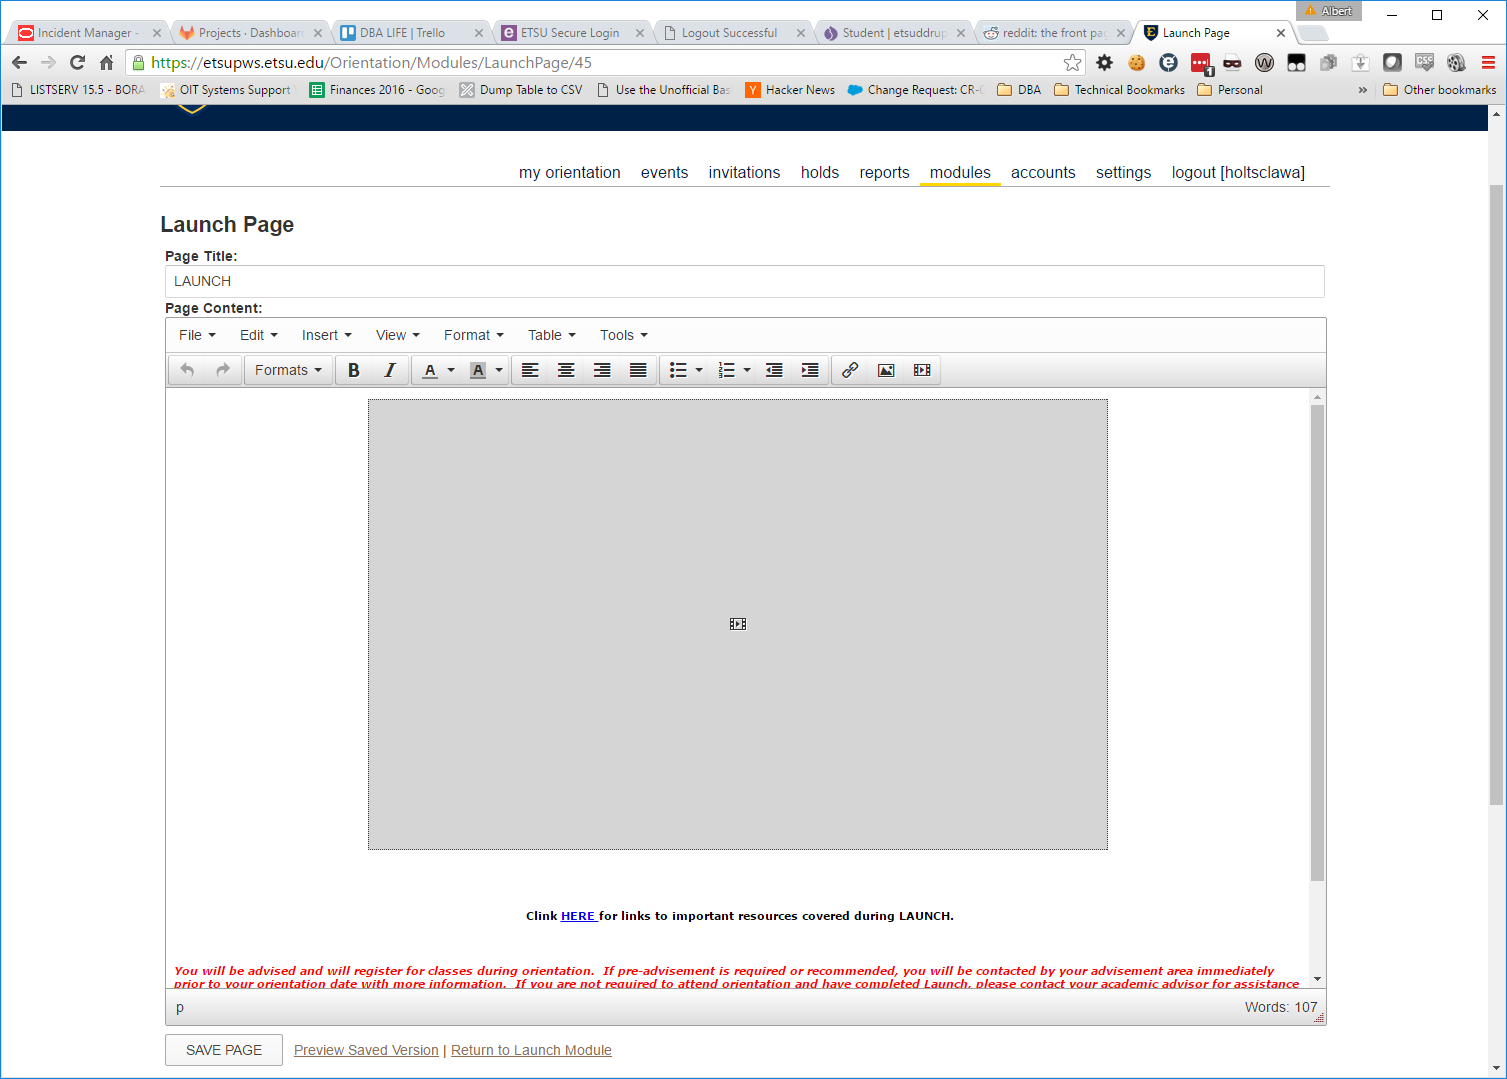 Albert
Incident Manager -
Projects · Dashboard
DBA LIFE | Trello
ETSU Secure Login
Logout Successful
Student | etsuddrup
reddit: the front pag
Launch Page
https://etsupws.etsu.edu/Orientation/Modules/LaunchPage/45
LISTSERV 15.5 - BORA
OIT Systems Support
Finances 2016 - Goog
Dump Table to CSV
Use the Unofficial Bas
Hacker News
Change Request: CR-0
DBA
Technical Bookmarks
Personal
»
Other bookmarks
my orientation events invitations holds reports modules accounts settings logout [holtsclawa]
Launch Page
Page Title:
LAUNCH
Page Content:
File Edit Insert View Format Table Tools
Formats B I A A
Clink HERE for links to important resources covered during LAUNCH.
You will be advised and will register for classes during orientation. If pre-advisement is required or recommended, you will be contacted by your advisement area immediately
prior to your orientation date with more information. If you are not required to attend orientation and have completed Launch, please contact your academic advisor for assistance
p
Words: 107
SAVE PAGE Preview Saved Version | Return to Launch Module